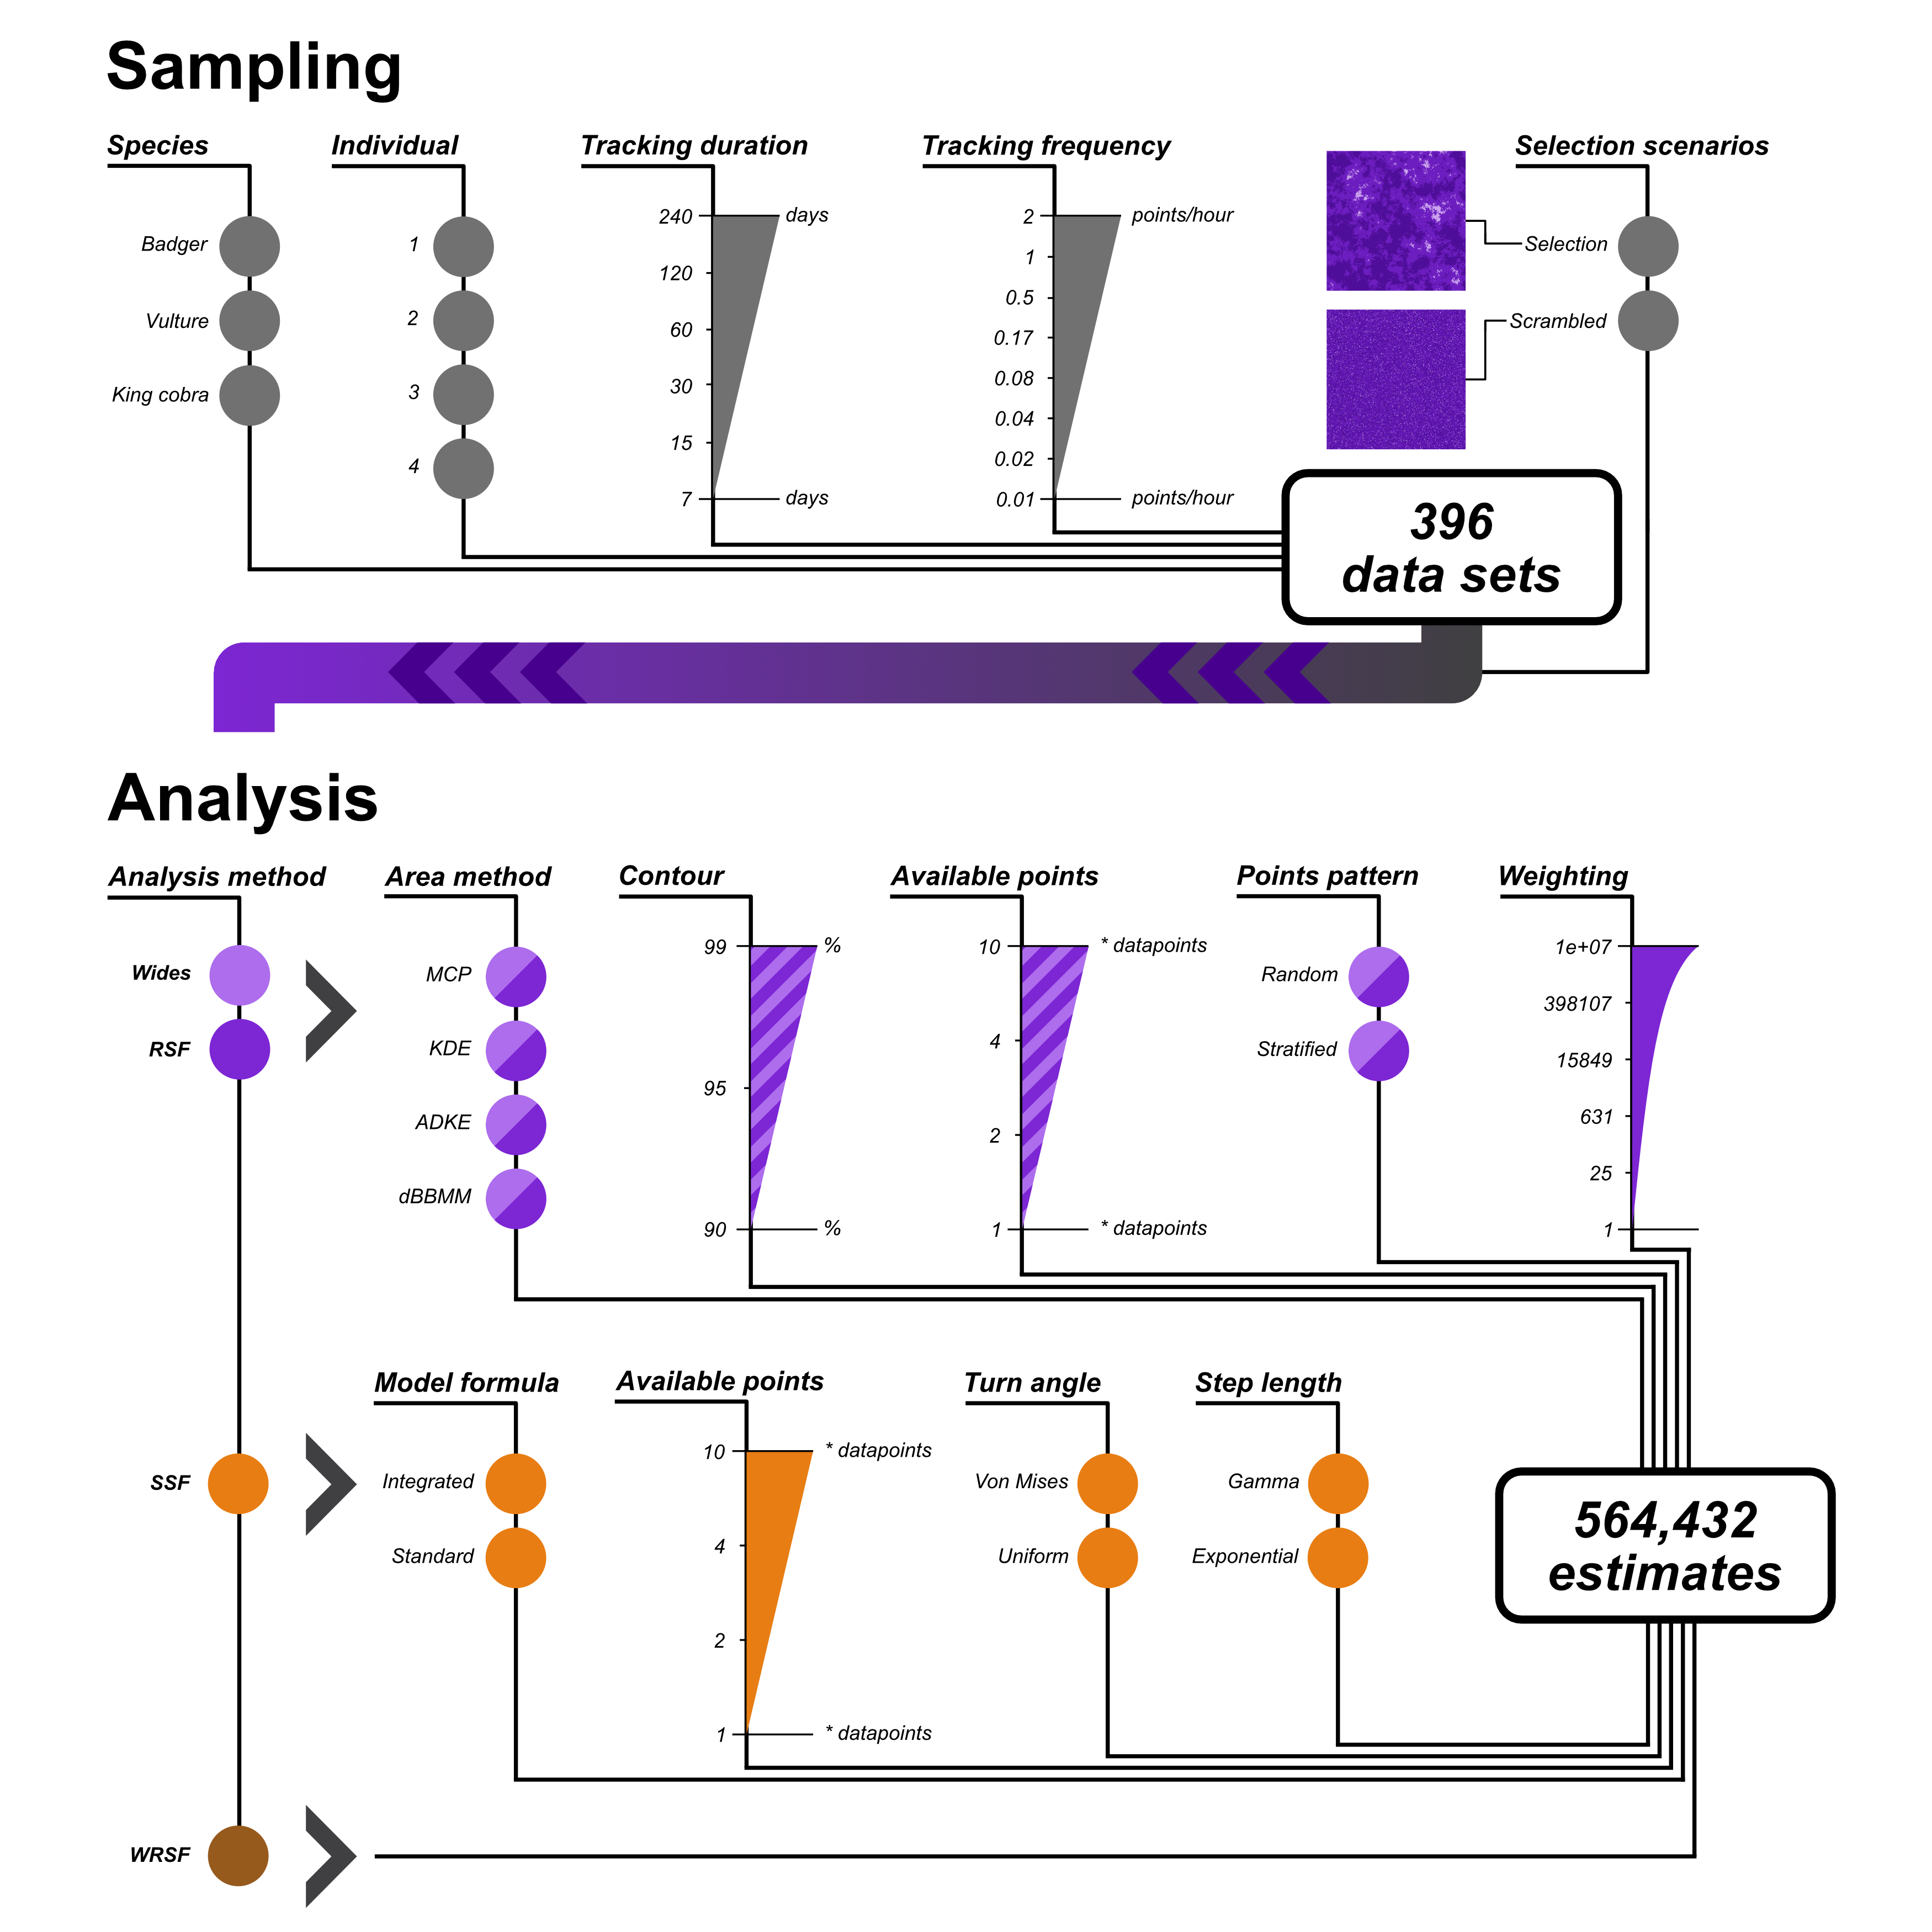 Sampling
Species
Badger
Vulture
King cobra
Individual
1
2
3
4
Tracking duration
240
days
120
60
30
15
7
days
Tracking frequency
2
points/hour
1
0.5
0.17
0.08
0.04
0.02
0.01
points/hour
Selection scenarios
Selection
Scrambled
396
data sets
Analysis
Analysis method
Wides
RSF
SSF
WRSF
Area method
MCP
KDE
ADKE
dBBMM
Contour
99
%
95
90
%
Available points
10
* datapoints
4
2
1
* datapoints
Points pattern
Random
Stratified
Weighting
1e+07
398107
15849
631
25
1
Model formula
Integrated
Standard
Available points
10
* datapoints
4
2
1
* datapoints
Turn angle
Von Mises
Uniform
Step length
Gamma
Exponential
564,432
estimates